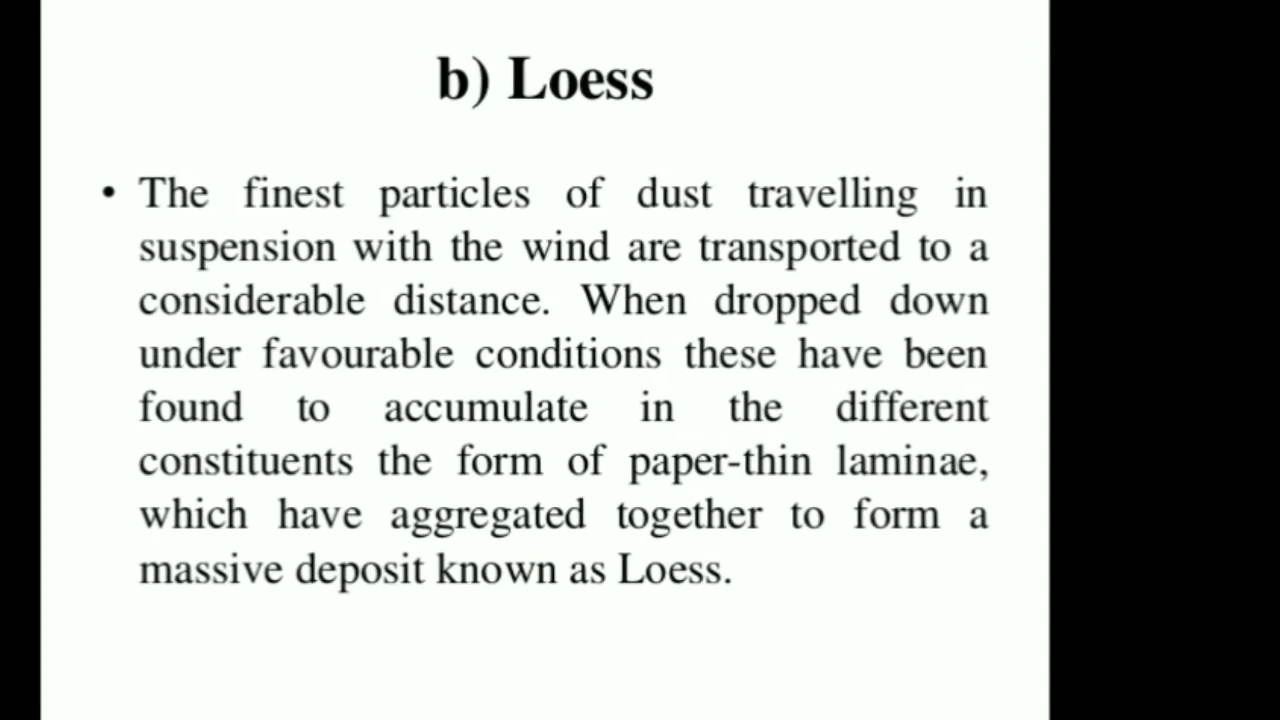 b) Loess
• The finest particles of dust travelling in
suspension with the wind are transported to a
considerable distance. When dropped down
under favourable conditions these have been
found to accumulate in the different
constituents the form of paper-thin laminae,
which have aggregated together to form a
massive deposit known as Loess.